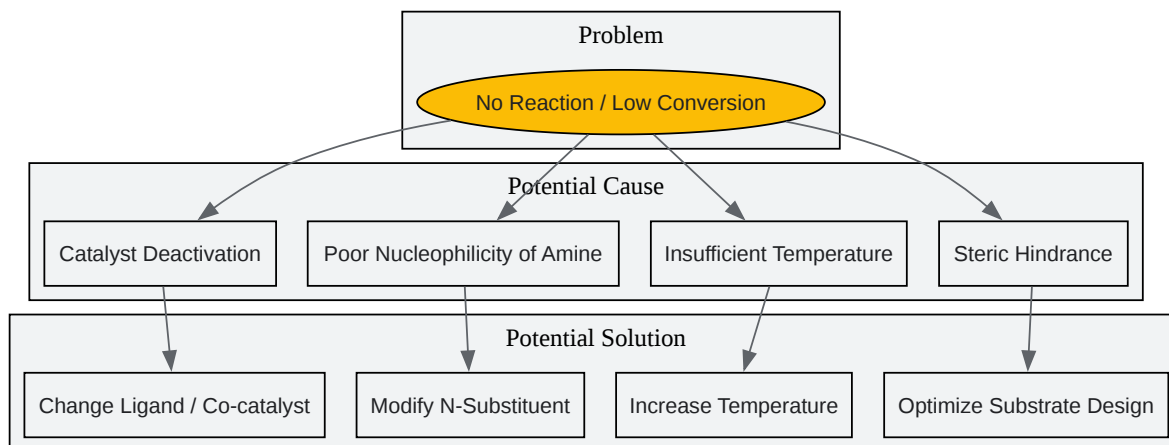 Problem
No Reaction / Low Conversion
Potential Cause
Catalyst Deactivation
Poor Nucleophilicity of Amine
Insufficient Temperature
Steric Hindrance
Potential Solution
Change Ligand / Co-catalyst
Modify N-Substituent
Increase Temperature
Optimize Substrate Design